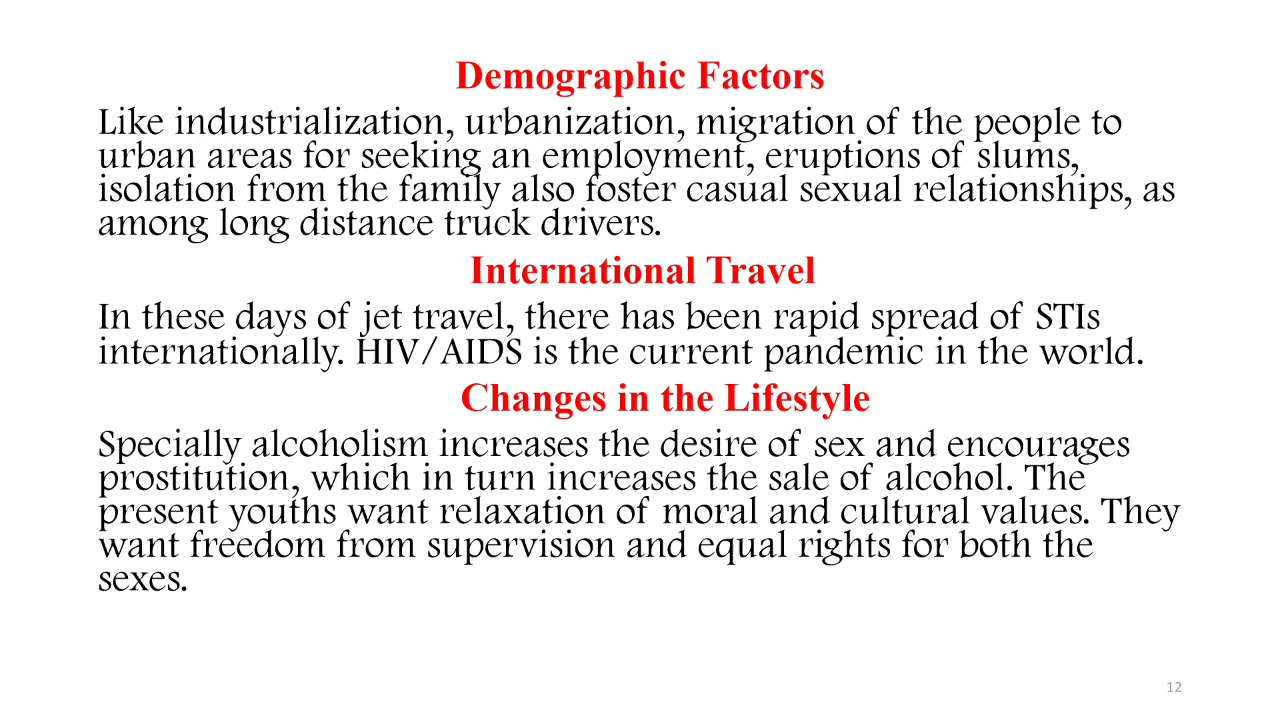 Demographic Factors
Like industrialization, urbanization, migration of the people to
urban areas for seeking an employment, eruptions of slums,
isolation from the family also foster casual sexual relationships, as
among long distance truck drivers.
International Travel
In these days of jet travel, there has been rapid spread of STIs
internationally. HIV/AIDS is the current pandemic in the world.
Changes in the Lifestyle
Specially alcoholism increases the desire of sex and encourages
prostitution, which in turn increases the sale of alcohol. The
present youths want relaxation of moral and cultural values. They
want freedom from supervision and equal rights for both the
sexes.
12